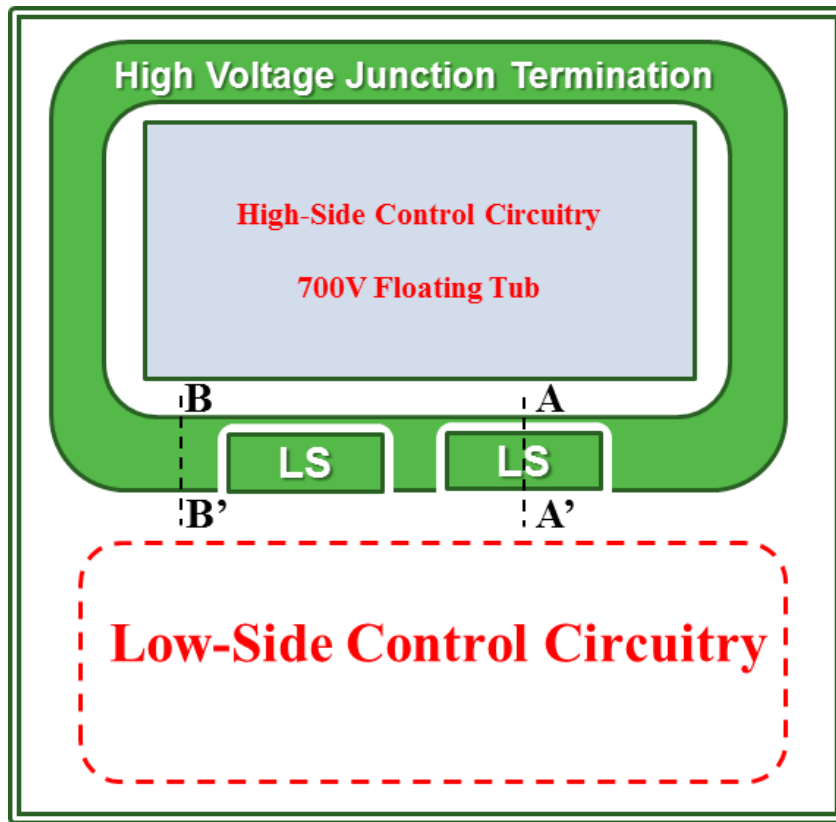 High Voltage Junction Termination
High-Side Control Circuitry
700V Floating Tub
B
A
LS
LS
B’
A’
Low-Side Control Circuitry